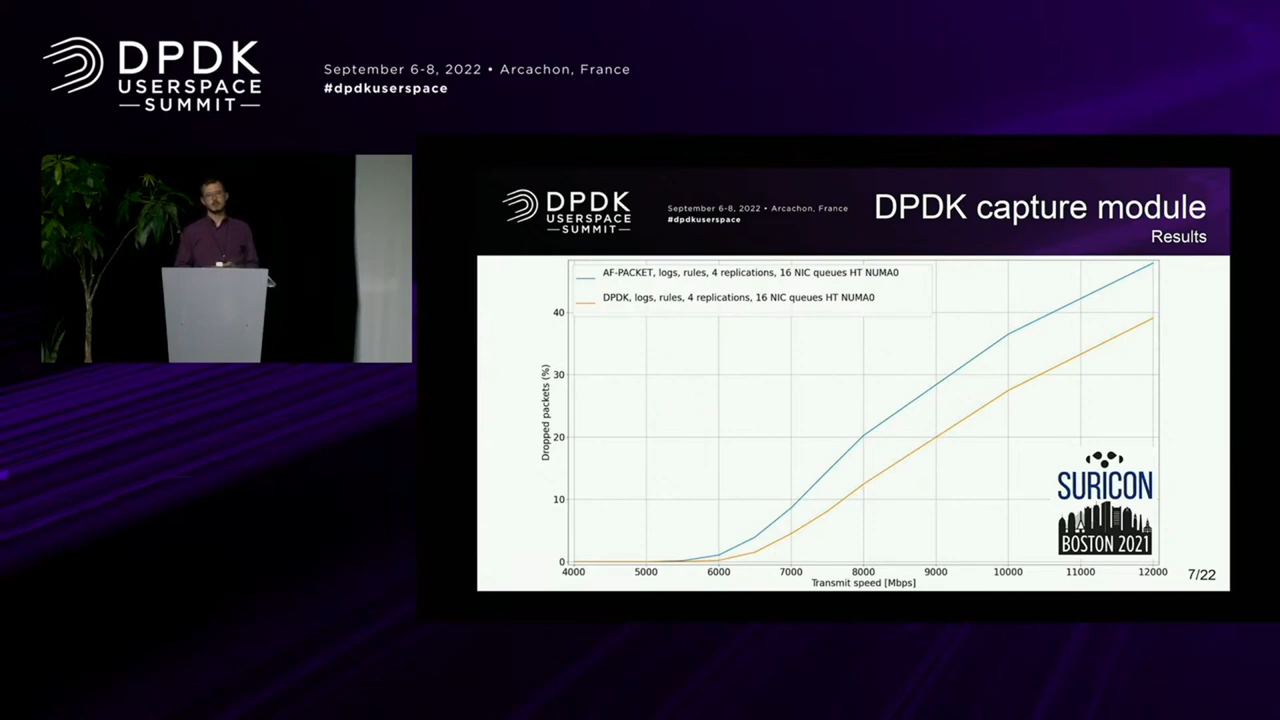 DPDK
USERSPACE
SUMMIT
September 6-8, 2022 • Arcachon, France
#dpdkuserspace
DPDK
USERSPACE
SUMMIT
September 6-8, 2022 • Arcachon, France
#dpdkuserspace
DPDK capture module
Results
AF-PACKET, logs, rules, 4 replications, 16 NIC queues HT NUMA0
DPDK, logs, rules, 4 replications, 16 NIC queues HT NUMA0
Dropped packets (%)
40
30
20
10
0
4000 5000 6000 7000 8000 9000 10000 11000 12000
Transmit speed [Mbps]
SURICON
BOSTON 2021
7/22